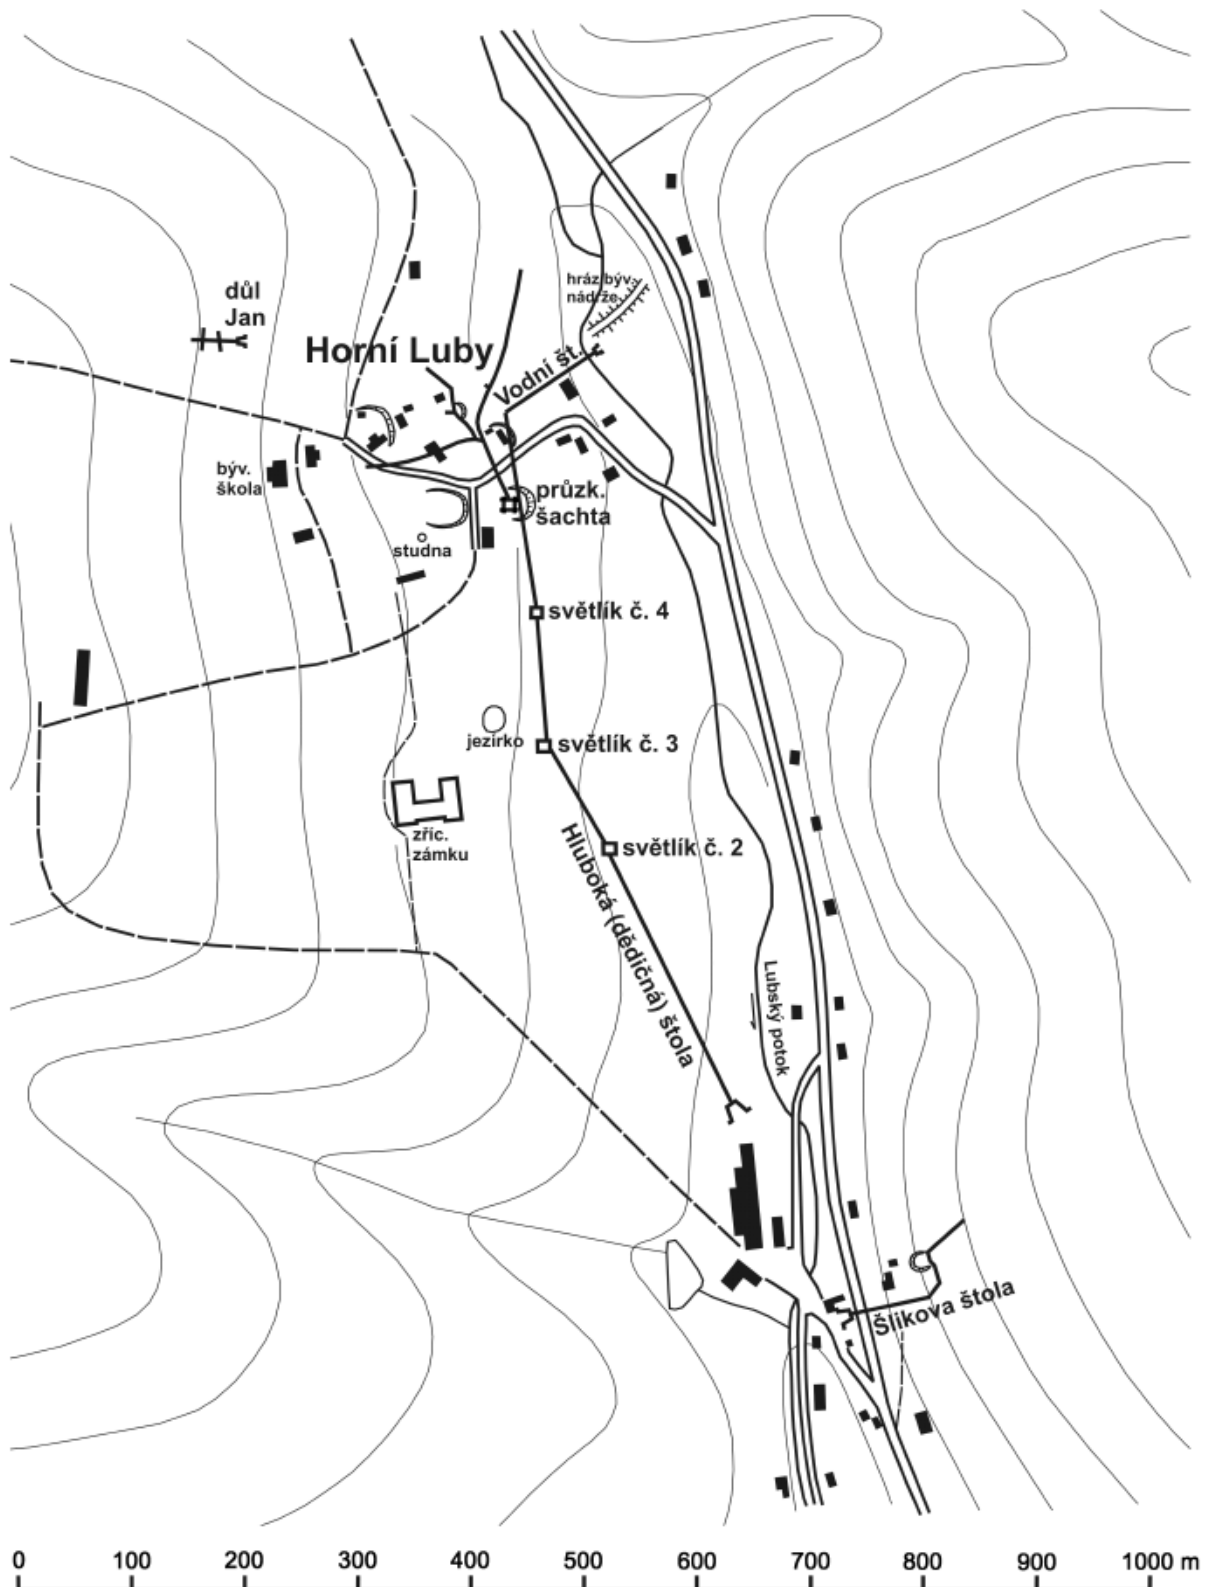 hráz býv.
nádrže
důl
Jan
Horní Luby
Vodní št.
býv.
škola
průzk.
šachta
studna
světlík č. 4
jezírko
světlík č. 3
zříc.
zámku
světlík č. 2
Hluboká (dědičná) štola
Lubský potok
Šlikova štola
0 100 200 300 400 500 600 700 800 900 1000 m